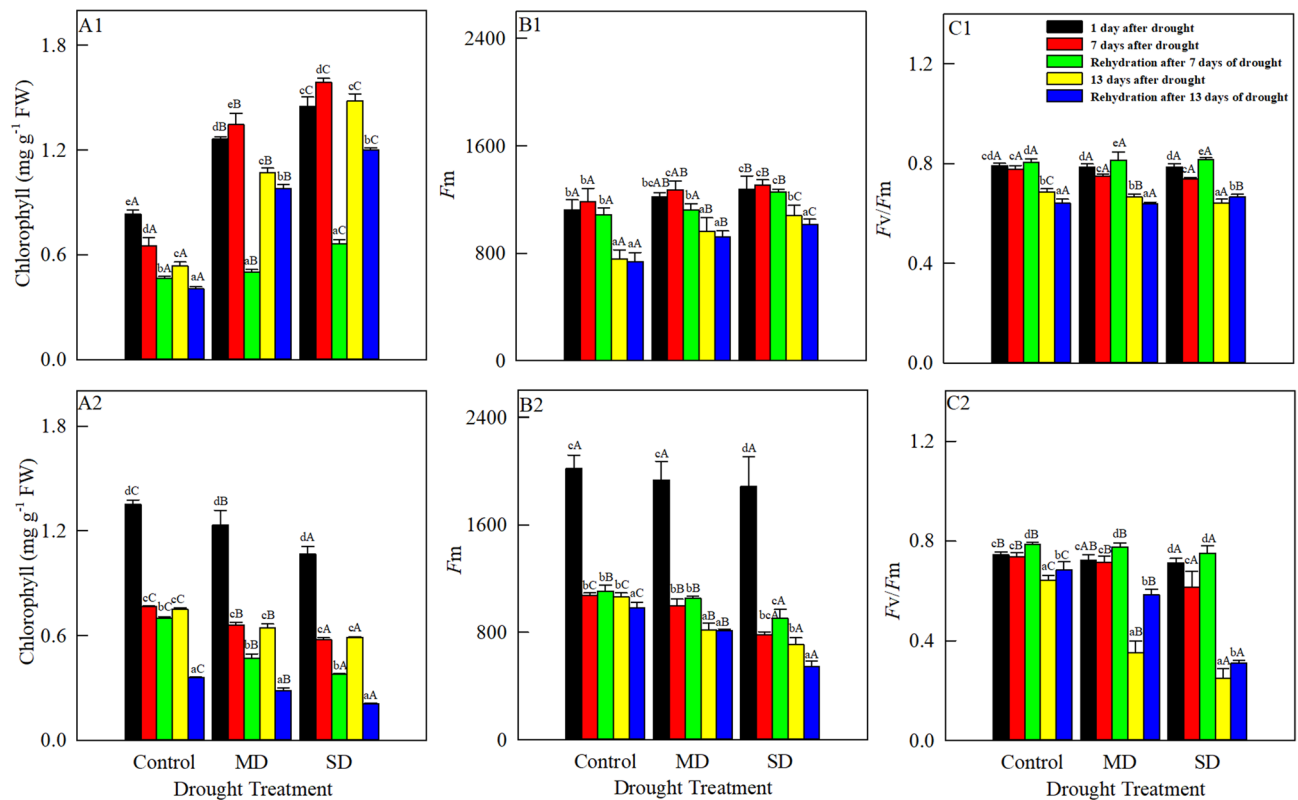 A1
Chlorophyll (mg g-1 FW)
1.8
1.2
0.6
0.0
eA
dA
bA
cA
aA
dB
eB
aB
cB
bB
cC
dC
aC
cC
bC
B1
Fm
2400
1600
800
0
bA
bA
bA
aA
aA
bcAB
cAB
bA
aB
aB
cB
cB
cB
bC
aC
C1
1 day after drought
7 days after drought
Rehydration after 7 days of drought
13 days after drought
Rehydration after 13 days of drought
Fv/Fm
1.2
0.8
0.4
0.0
cdA
cA
dA
bC
aA
dA
cA
eA
bB
aA
dA
cA
eA
aA
bB
A2
Chlorophyll (mg g-1 FW)
1.8
1.2
0.6
0.0
dC
cC
bC
cC
aC
dB
cB
bB
cB
aB
dA
cA
bA
cA
aA
Control
MD
SD
Drought Treatment
B2
Fm
2400
1600
800
0
cA
bC
bB
bC
aC
cA
bB
bB
aB
aB
dA
bcA
cA
bA
aA
Control
MD
SD
Drought Treatment
C2
Fv/Fm
1.2
0.8
0.4
0.0
cB
cB
dB
aC
bC
cAB
cB
dB
aB
bB
dA
cA
dA
aA
bA
Control
MD
SD
Drought Treatment